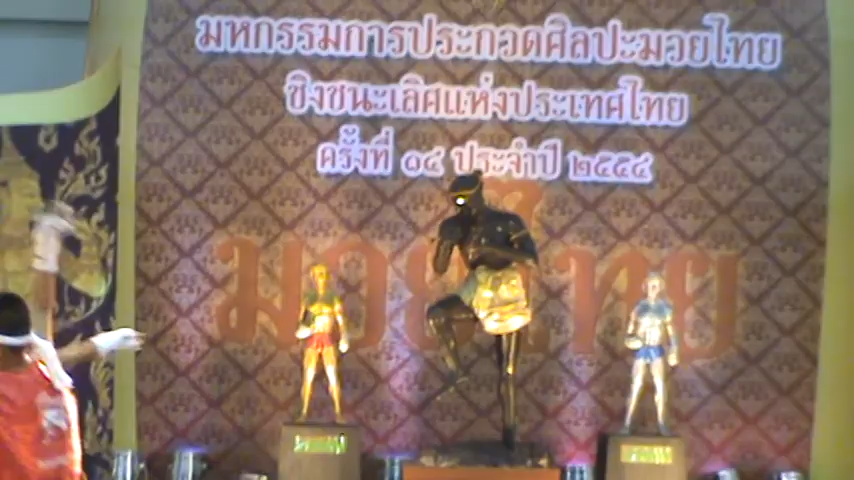 มหกรรมการประกวดศิลปะมวยไทย
ชิงชนะเลิศแห่งประเทศไทย
ครั้งที่ ๑๔ ประจำปี ๒๕๕๔
มวยไทย